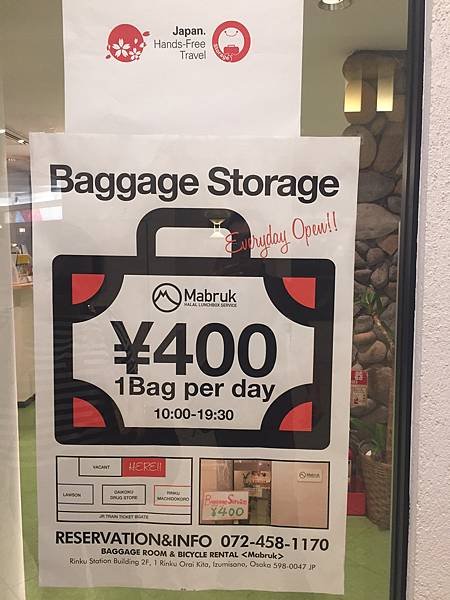 Japan.
Hands-Free
Travel
Baggage Storage
Everyday Open!!
Mabruk
HALAL LUNCHBOX SERVICE
¥400
1Bag per day
10:00-19:30
VACANT
HERE!!
LAWSON
DAIKOKU
DRUG STORE
RINKU
MACHIDOKORO
JR TRAIN TICKET BGATE
Mabruk
Baggage Service
¥400
RESERVATION&INFO 072-458-1170
BAGGAGE ROOM & BICYCLE RENTAL <Mabruk>
Rinku Station Building 2F, 1 Rinku Orai Kita, Izumisano, Osaka 598-0047 JP